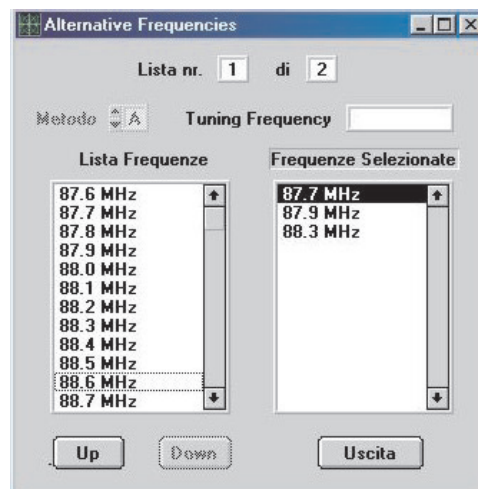 Alternative Frequencies
Lista nr. 1 di 2
Metodo A Tuning Frequency
Lista Frequenze
87.6 MHz
87.7 MHz
87.8 MHz
87.9 MHz
88.0 MHz
88.1 MHz
88.2 MHz
88.3 MHz
88.4 MHz
88.5 MHz
88.6 MHz
88.7 MHz
Frequenze Selezionate
87.7 MHz
87.9 MHz
88.3 MHz
Up Down Uscita